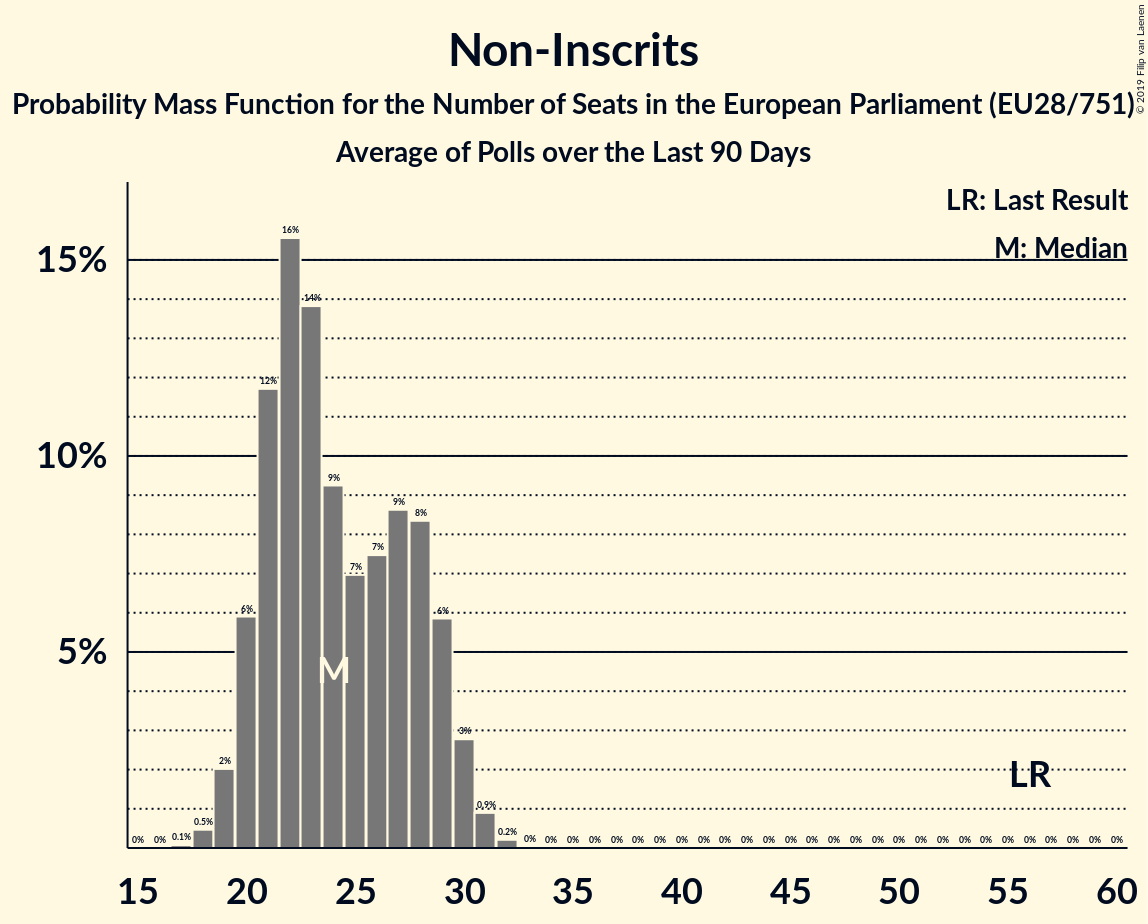 Non-Inscrits
Probability Mass Function for the Number of Seats in the European Parliament (EU28/751)
Average of Polls over the Last 90 Days
© 2019 Filip van Laenen
LR: Last Result
M: Median
15%
10%
5%
0% 0% 0.1% 0.5% 2% 6% 12% 16% 14% 9% 7% 7% 9% 8% 6% 3% 0.9% 0.2% 0% 0% 0% 0% 0% 0% 0% 0% 0% 0% 0% 0% 0% 0% 0% 0% 0% 0% 0% 0% 0% 0% 0% 0% 0% 0% 0% 0%
M
LR
15 20 25 30 35 40 45 50 55 60